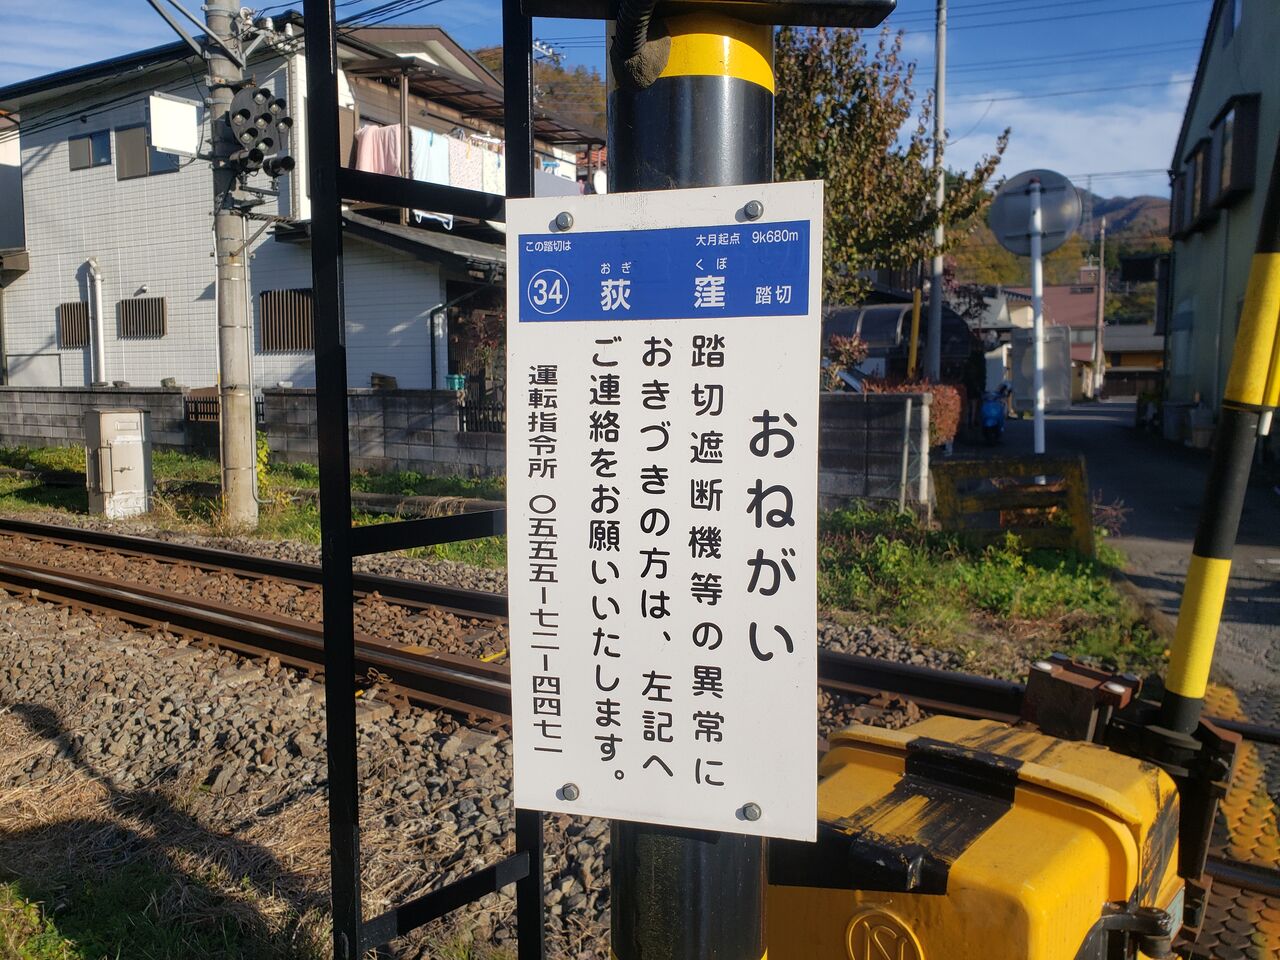 この踏切は
大月起点 9k680m
おぎ くぼ
34 荻窪 踏切
おねがい
踏切遮断機等の異常に
おきづきの方は、左記へ
ご連絡をお願いいたします。
運転指令所 〇五五五-七二-四四七一